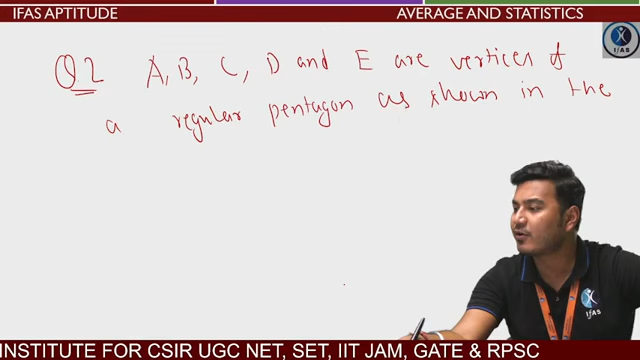 IFAS APTITUDE
AVERAGE AND STATISTICS
Q2 A, B, C, D and E are vertices of
a regular pentagon as shown in the
IFAS
IFAS
INSTITUTE FOR CSIR UGC NET, SET, IIT JAM, GATE & RPSC